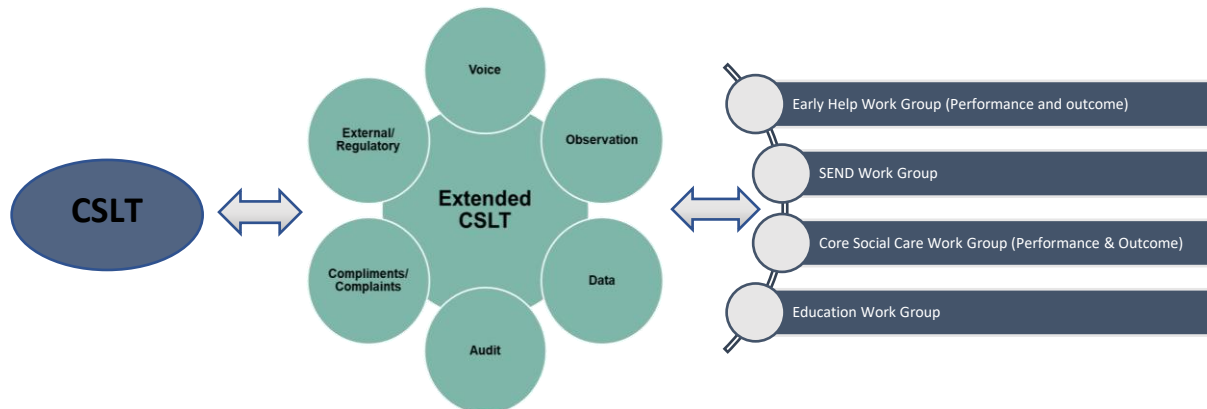 CSLT
Voice
External/
Regulatory
Observation
Extended
CSLT
Compliments/
Complaints
Data
Audit
Early Help Work Group (Performance and outcome)
SEND Work Group
Core Social Care Work Group (Performance & Outcome)
Education Work Group